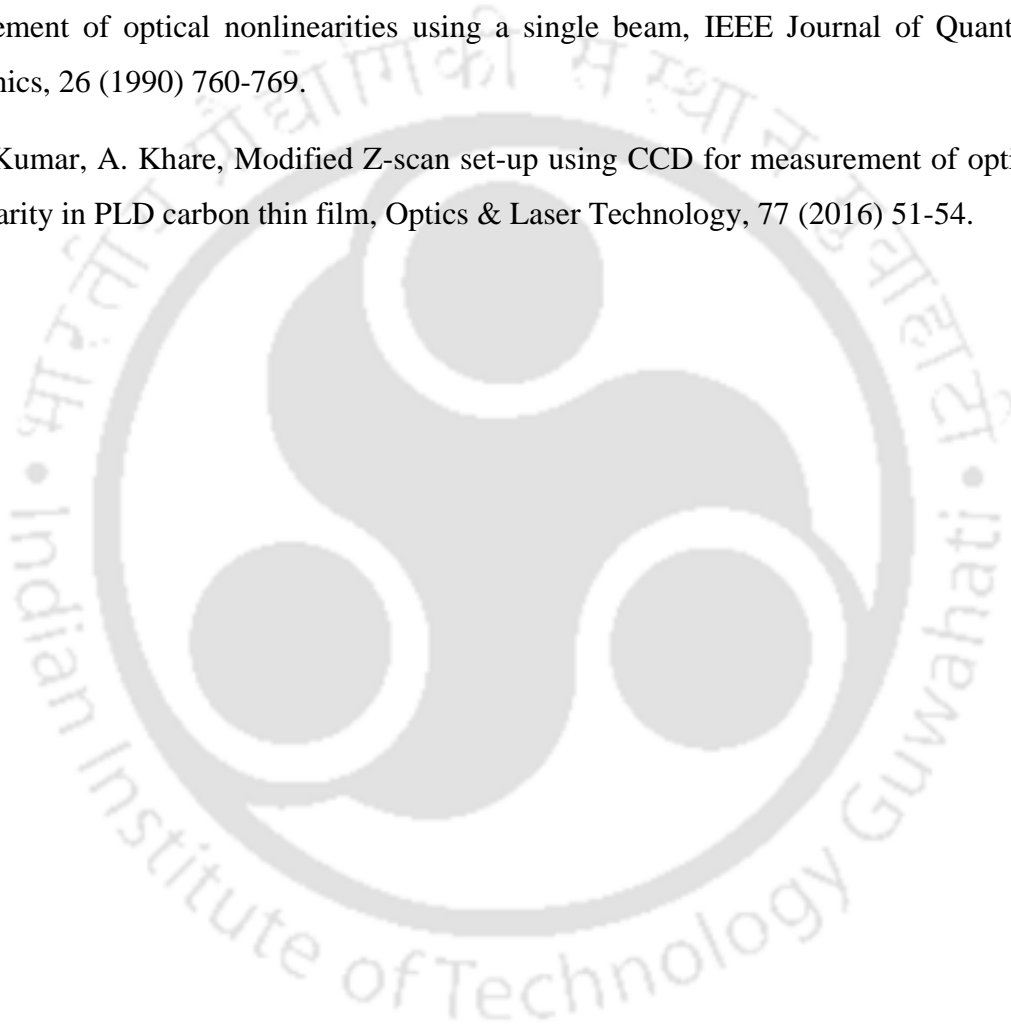 ement of optical nonlinearities using a single beam, IEEE Journal of Quant
nics, 26 (1990) 760-769.
Kumar, A. Khare, Modified Z-scan set-up using CCD for measurement of opti
arity in PLD carbon thin film, Optics & Laser Technology, 77 (2016) 51-54.
Indian Institute of Technology Guwahati